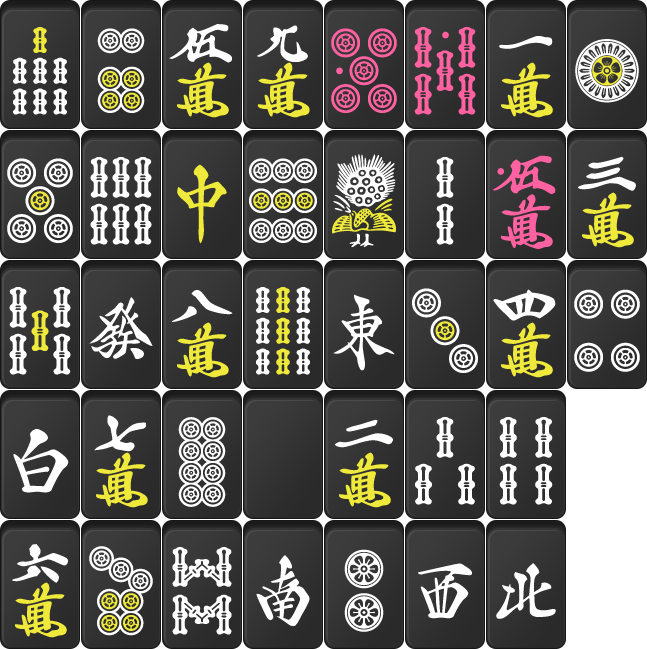 伍萬 九萬 一萬
中 伍萬 三萬
發 八萬 東 四萬
白 七萬 二萬
六萬 南 西 北